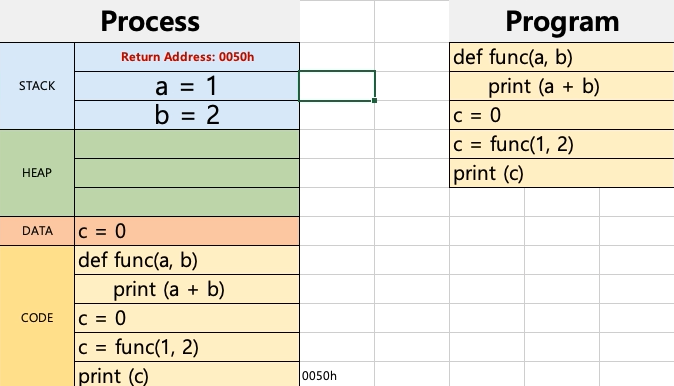 Process
Program
STACK
Return Address: 0050h
a = 1
b = 2
HEAP
DATA
c = 0
CODE
def func(a, b)
print (a + b)
c = 0
c = func(1, 2)
print (c)
0050h
def func(a, b)
print (a + b)
c = 0
c = func(1, 2)
print (c)